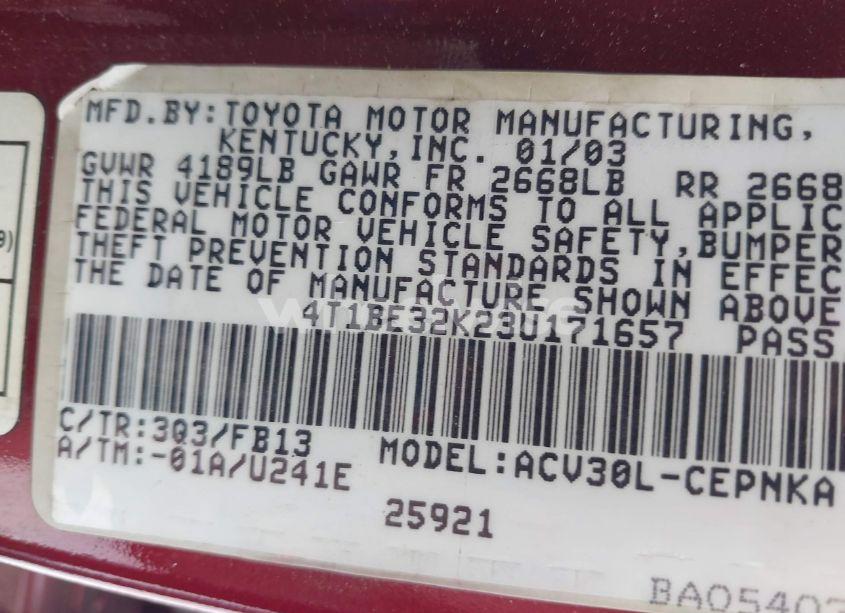 MFD.BY:TOYOTA MOTOR MANUFACTURING,
KENTUCKY,INC. 01/03
GVWR 4189LB GAWR FR 2668LB RR 2668
THIS VEHICLE CONFORMS TO ALL APPLIC
FEDERAL MOTOR VEHICLE SAFETY,BUMPER
9)
THEFT PREVENTION STANDARDS IN EFFEC
THE DATE OF MANUFACTURE SHOWN ABOVE
4T1BE32K23U171657 PASS
C/TR:3Q3/FB13
A/TM:-01A/U241E
MODEL:ACV30L-CEPNKA
25921
BAO5403